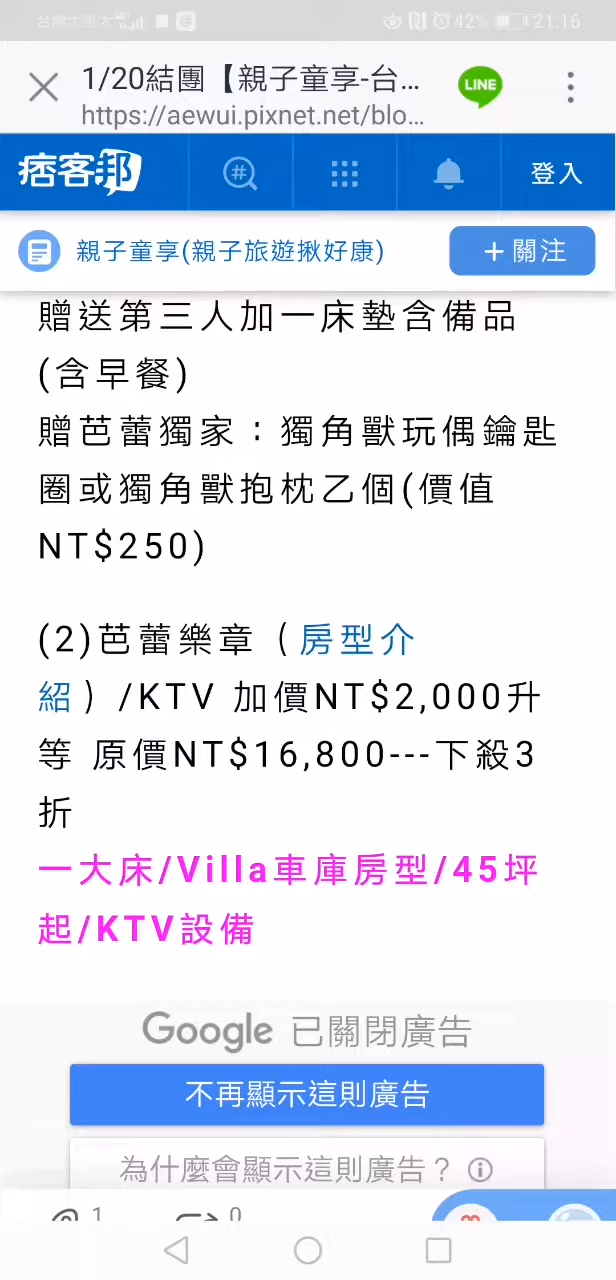 42% 21:16
1/20結團【親子童享-台...
LINE
https://aewui.pixnet.net/blo...
痞客邦
登入
親子童享(親子旅遊揪好康)
+關注
贈送第三人加一床墊含備品
(含早餐)
贈芭蕾獨家：獨角獸玩偶鑰匙
圈或獨角獸抱枕乙個(價值
NT$250)
(2)芭蕾樂章（房型介
紹）/KTV 加價NT$2,000升
等 原價NT$16,800---下殺3
折
一大床/Villa車庫房型/45坪
起/KTV設備
Google 已關閉廣告
不再顯示這則廣告
為什麼會顯示這則廣告？
1 0